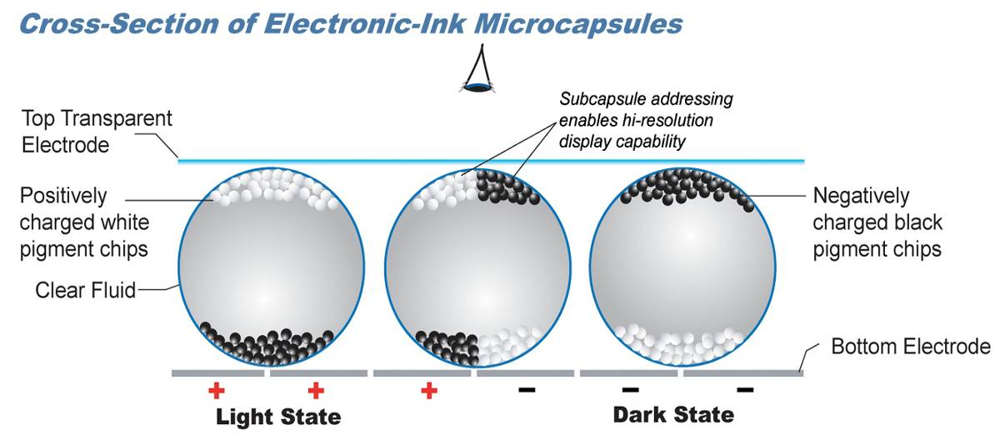 Cross-Section of Electronic-Ink Microcapsules
Subcapsule addressing
enables hi-resolution
display capability
Top Transparent
Electrode
Positively
charged white
pigment chips
Clear Fluid
Negatively
charged black
pigment chips
Bottom Electrode
+ + + − − −
Light State
Dark State